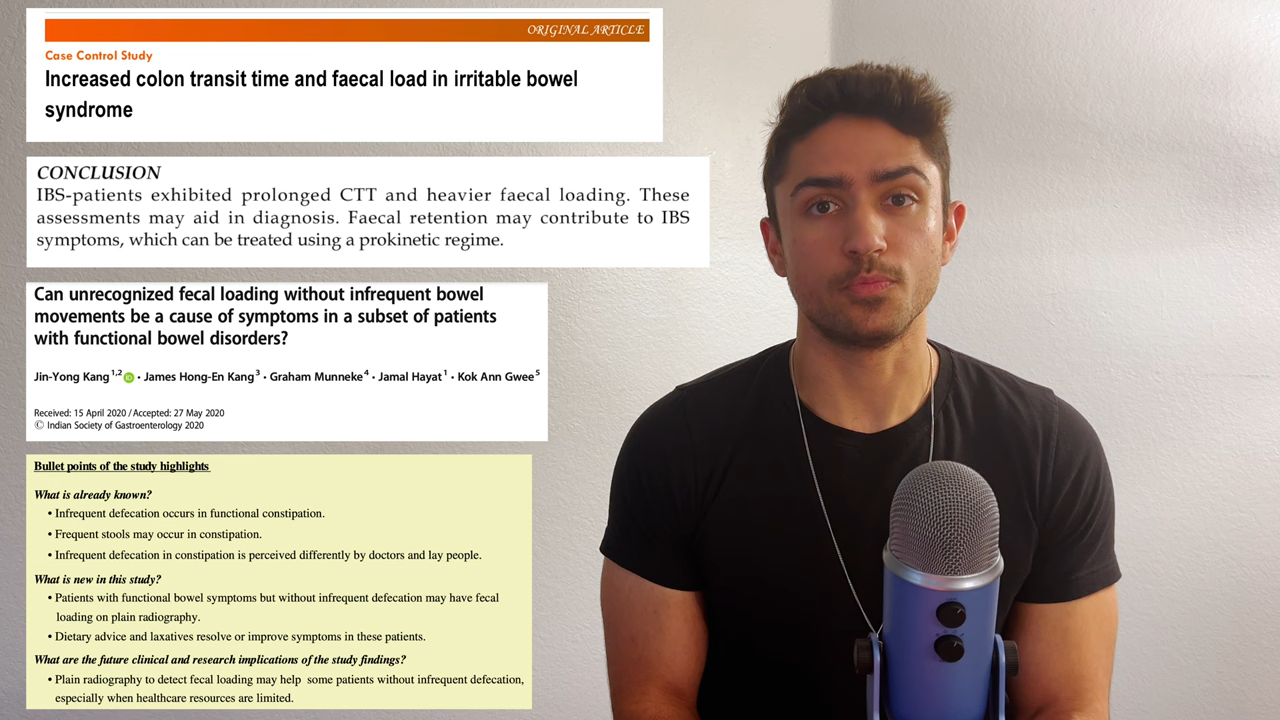 ORIGINAL ARTICLE
Case Control Study
Increased colon transit time and faecal load in irritable bowel
syndrome
CONCLUSION
IBS-patients exhibited prolonged CTT and heavier faecal loading. These
assessments may aid in diagnosis. Faecal retention may contribute to IBS
symptoms, which can be treated using a prokinetic regime.
Can unrecognized fecal loading without infrequent bowel
movements be a cause of symptoms in a subset of patients
with functional bowel disorders?
Jin-Yong Kang 1,2 · James Hong-En Kang 3 · Graham Munneke 4 · Jamal Hayat 1 · Kok Ann Gwee 5
Received: 15 April 2020 / Accepted: 27 May 2020
© Indian Society of Gastroenterology 2020
Bullet points of the study highlights
What is already known?
• Infrequent defecation occurs in functional constipation.
• Frequent stools may occur in constipation.
• Infrequent defecation in constipation is perceived differently by doctors and lay people.
What is new in this study?
• Patients with functional bowel symptoms but without infrequent defecation may have fecal
loading on plain radiography.
• Dietary advice and laxatives resolve or improve symptoms in these patients.
What are the future clinical and research implications of the study findings?
• Plain radiography to detect fecal loading may help some patients without infrequent defecation,
especially when healthcare resources are limited.